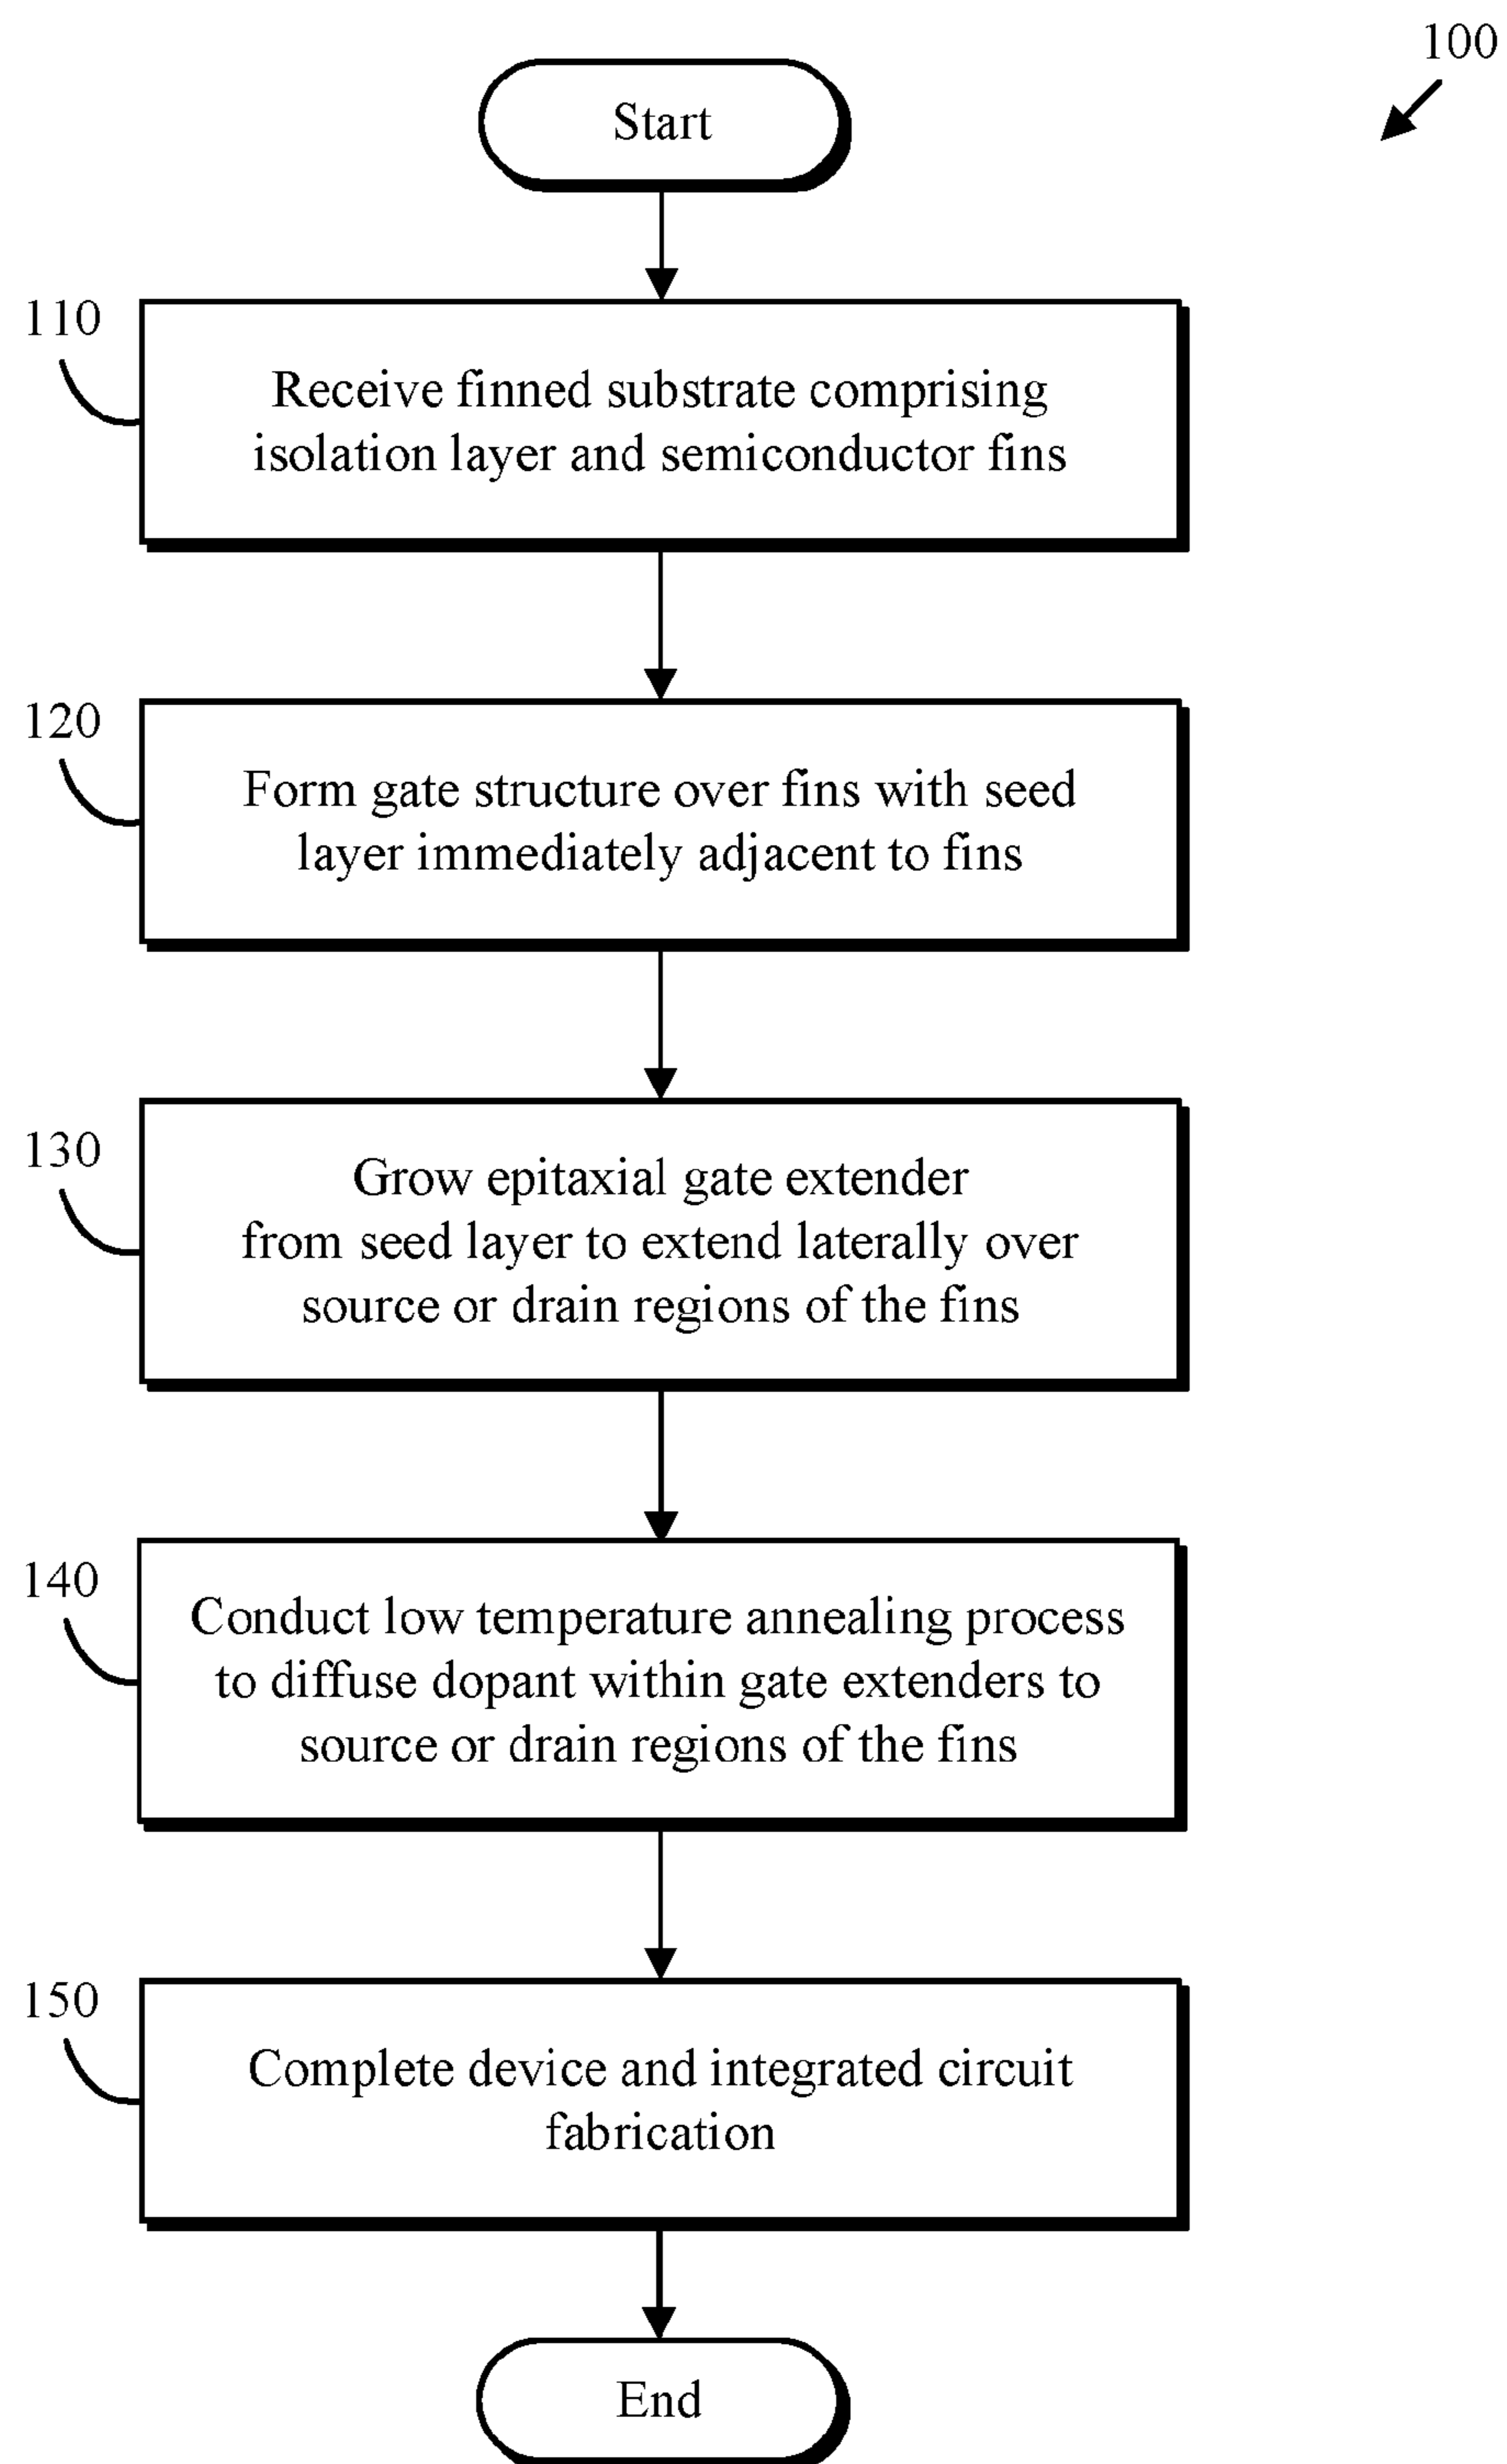 100
Start
110
Receive finned substrate comprising
isolation layer and semiconductor fins
120
Form gate structure over fins with seed
layer immediately adjacent to fins
130
Grow epitaxial gate extender
from seed layer to extend laterally over
source or drain regions of the fins
140
Conduct low temperature annealing process
to diffuse dopant within gate extenders to
source or drain regions of the fins
150
Complete device and integrated circuit
fabrication
End